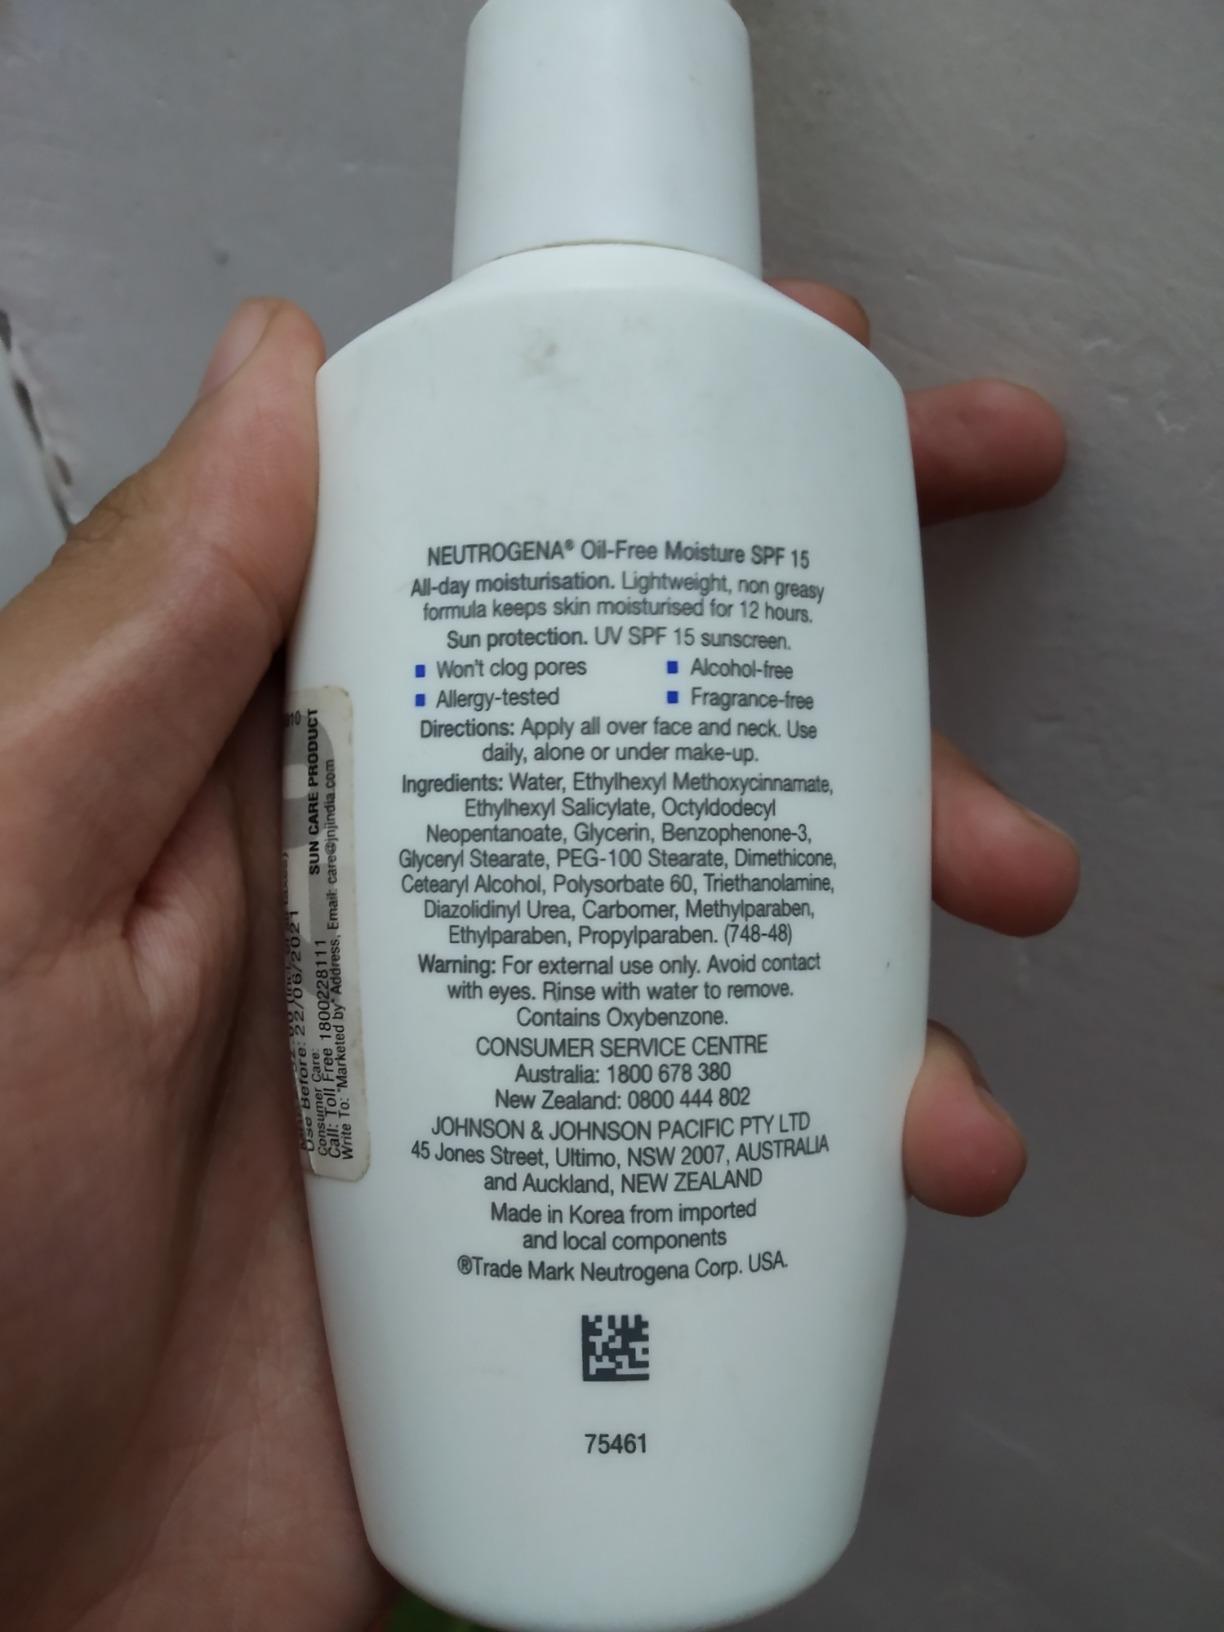 NEUTROGENA® Oil-Free Moisture SPF 15
All-day moisturisation. Lightweight, non greasy
formula keeps skin moisturised for 12 hours.
Sun protection. UV SPF 15 sunscreen.
Won't clog pores
Alcohol-free
Allergy-tested
Fragrance-free
Directions: Apply all over face and neck. Use
daily, alone or under make-up.
Ingredients: Water, Ethylhexyl Methoxycinnamate,
Ethylhexyl Salicylate, Octyldodecyl
Neopentanoate, Glycerin, Benzophenone-3,
Glyceryl Stearate, PEG-100 Stearate, Dimethicone,
Cetearyl Alcohol, Polysorbate 60, Triethanolamine,
Diazolidinyl Urea, Carbomer, Methylparaben,
Ethylparaben, Propylparaben. (748-48)
Warning: For external use only. Avoid contact
with eyes. Rinse with water to remove.
Contains Oxybenzone.
CONSUMER SERVICE CENTRE
Australia: 1800 678 380
New Zealand: 0800 444 802
JOHNSON & JOHNSON PACIFIC PTY LTD
45 Jones Street, Ultimo, NSW 2007, AUSTRALIA
and Auckland, NEW ZEALAND
Made in Korea from imported
and local components
®Trade Mark Neutrogena Corp. USA.
75461
Use Before: 22/06/2021
Consumer Care: SUN CARE PRODUCT
Call: Toll Free 1800228111
Write To: "Marketed by" Address, Email: care@jnjindia.com